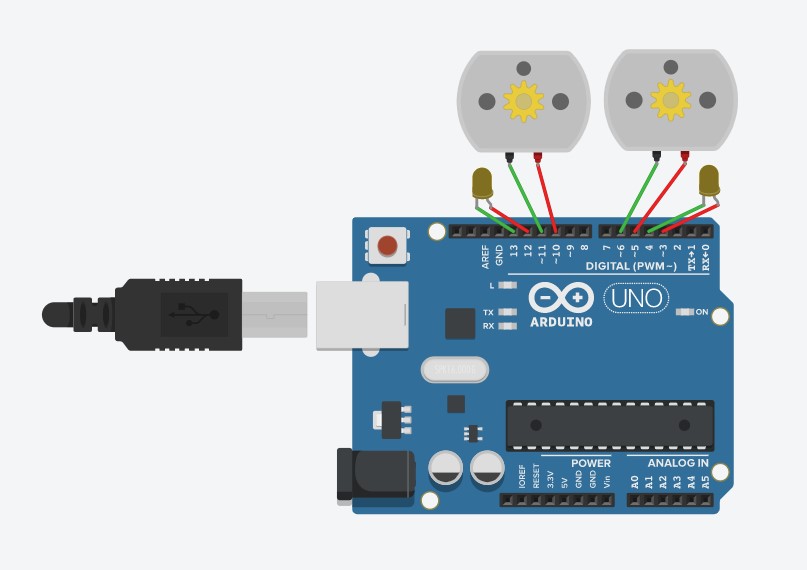 AREF
GND
13
12
~11
~10
~9
8
7
~6
~5
4
~3
2
TX→1
RX←0
DIGITAL (PWM~)
L
TX
RX
UNO
ARDUINO
ON
POWER
ANALOG IN
IOREF
RESET
3.3V
5V
GND
GND
Vin
A0
A1
A2
A3
A4
A5